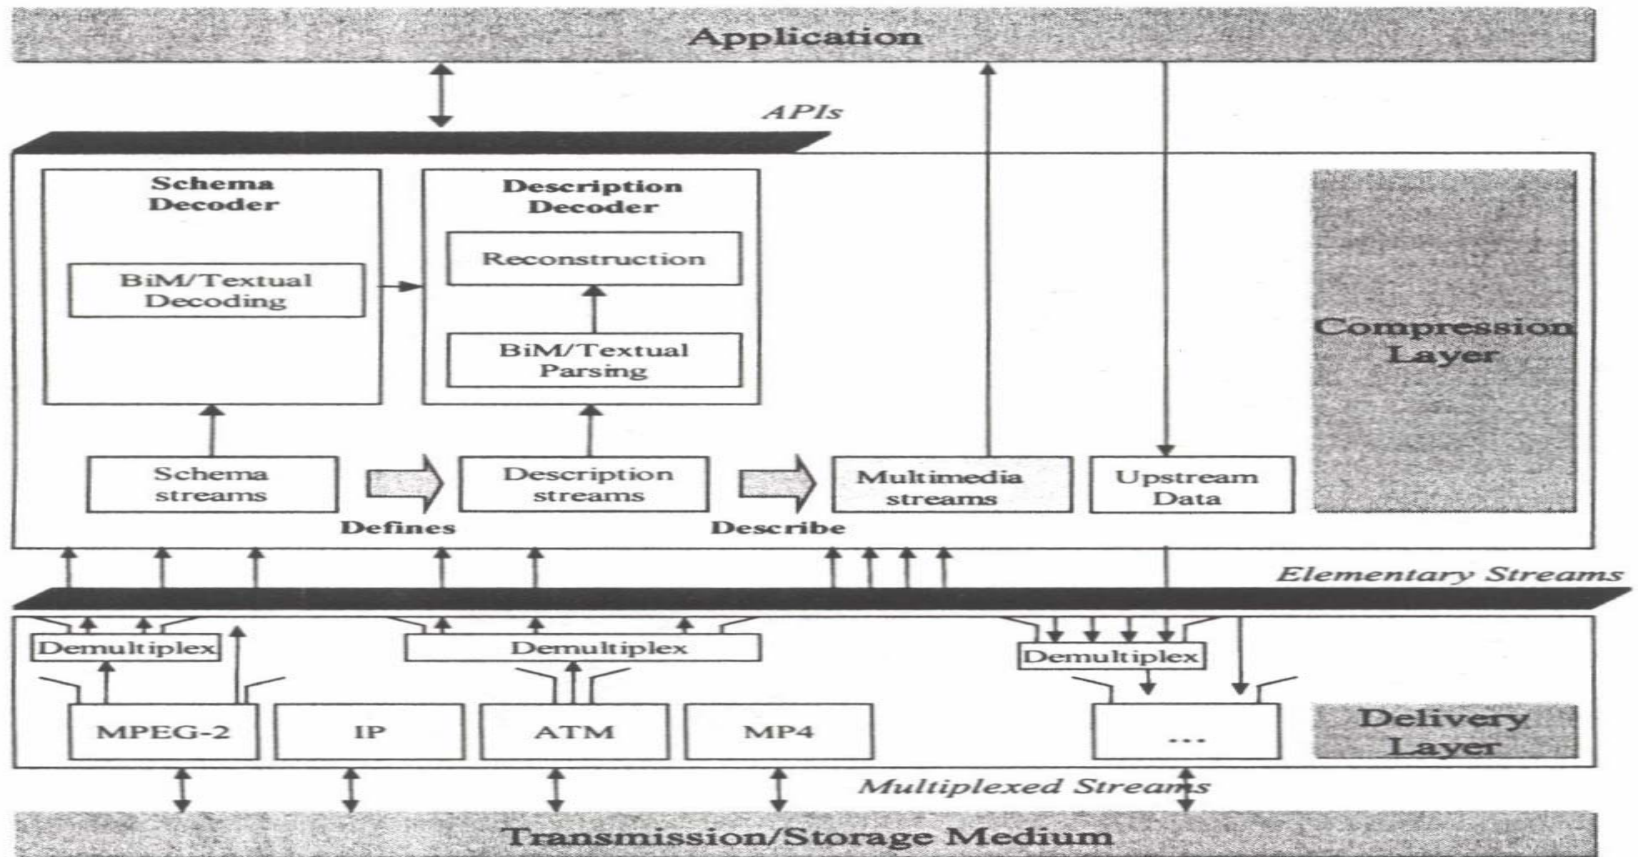 Application
APIs
Schema
Decoder
BiM/Textual
Decoding
Description
Decoder
Reconstruction
BiM/Textual
Parsing
Compression
Layer
Schema
streams
Defines
Description
streams
Describe
Multimedia
streams
Upstream
Data
Elementary Streams
Demultiplex
Demultiplex
Demultiplex
MPEG-2
IP
ATM
MP4
...
Delivery
Layer
Multiplexed Streams
Transmission/Storage Medium